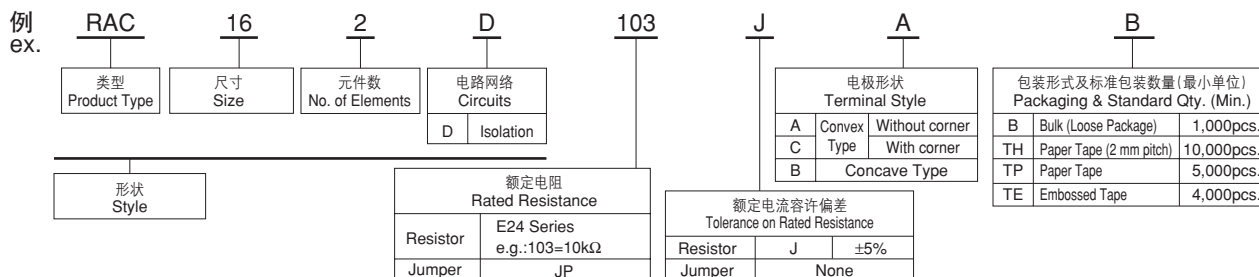 例
ex.
RAC 16 2 D 103 J A B
类型
Product Type
尺寸
Size
元件数
No. of Elements
电路网络
Circuits
D Isolation
电极形状
Terminal Style
A Convex Type Without corner
C With corner
B Concave Type
包装形式及标准包装数量(最小单位)
Packaging & Standard Qty. (Min.)
B Bulk (Loose Package) 1,000pcs.
TH Paper Tape (2 mm pitch) 10,000pcs.
TP Paper Tape 5,000pcs.
TE Embossed Tape 4,000pcs.
形状
Style
额定电阻
Rated Resistance
Resistor E24 Series
e.g.:103=10kΩ
Jumper JP
额定电流容许偏差
Tolerance on Rated Resistance
Resistor J ±5%
Jumper None